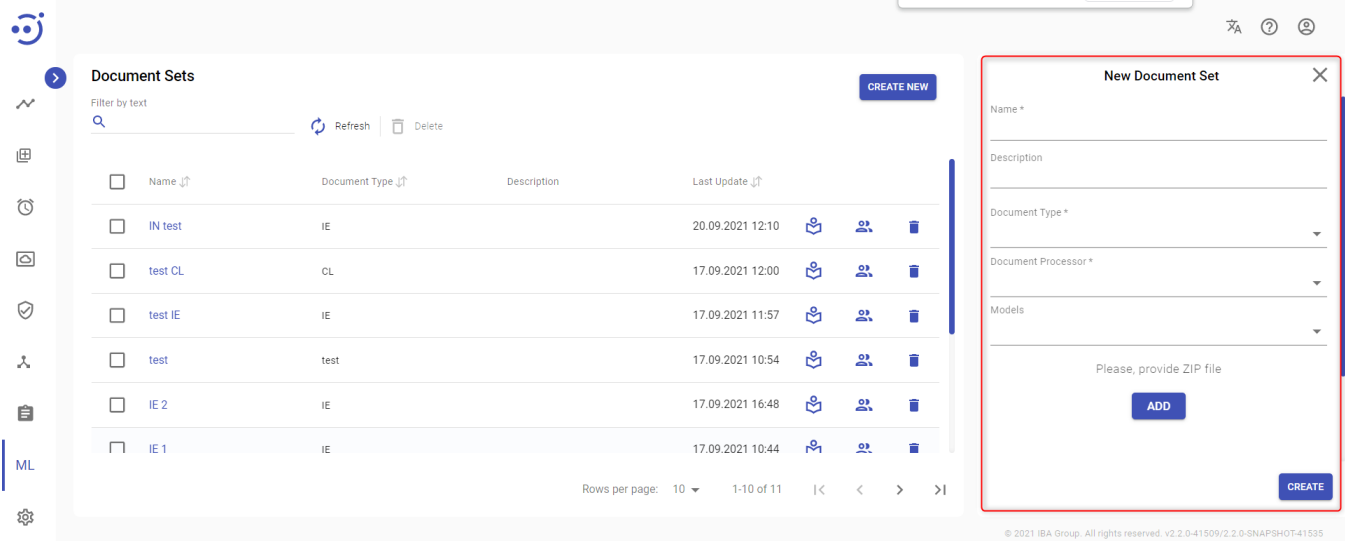 Document Sets
CREATE NEW
Filter by text
Refresh
Delete
Name
Document Type
Description
Last Update
IN test
IE
20.09.2021 12:10
test CL
CL
17.09.2021 12:00
test IE
IE
17.09.2021 11:57
test
test
17.09.2021 10:54
IE 2
IE
17.09.2021 16:48
IE 1
IE
17.09.2021 10:44
Rows per page: 10
1-10 of 11
ML
New Document Set
Name *
Description
Document Type *
Document Processor *
Models
Please, provide ZIP file
ADD
CREATE
© 2021 IBA Group. All rights reserved. v2.2.0-41509/2.2.0-SNAPSHOT-41535